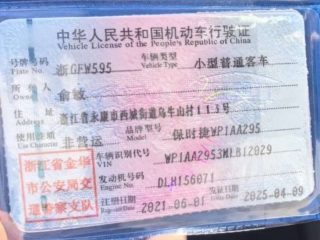 中华人民共和国机动车行驶证
Vehicle License of the People's Republic of China
号牌号码 浙GFW595 车辆类型 小型普通客车
Plate No. Vehicle Type
所有人 俞敏
Owner
住址 浙江省永康市西城街道乌牛山村113号
Address
使用性质 非营运 品牌型号 保时捷WP1AA295
Use Character Model
浙江省金华 车辆识别代号 WP1AA2953MLB12029
VIN
市公安局交 发动机号码 DLH156071
Engine No.
通警察支队 注册日期 2021-06-01 发证日期 2025-04-09
Register Date Issue Date